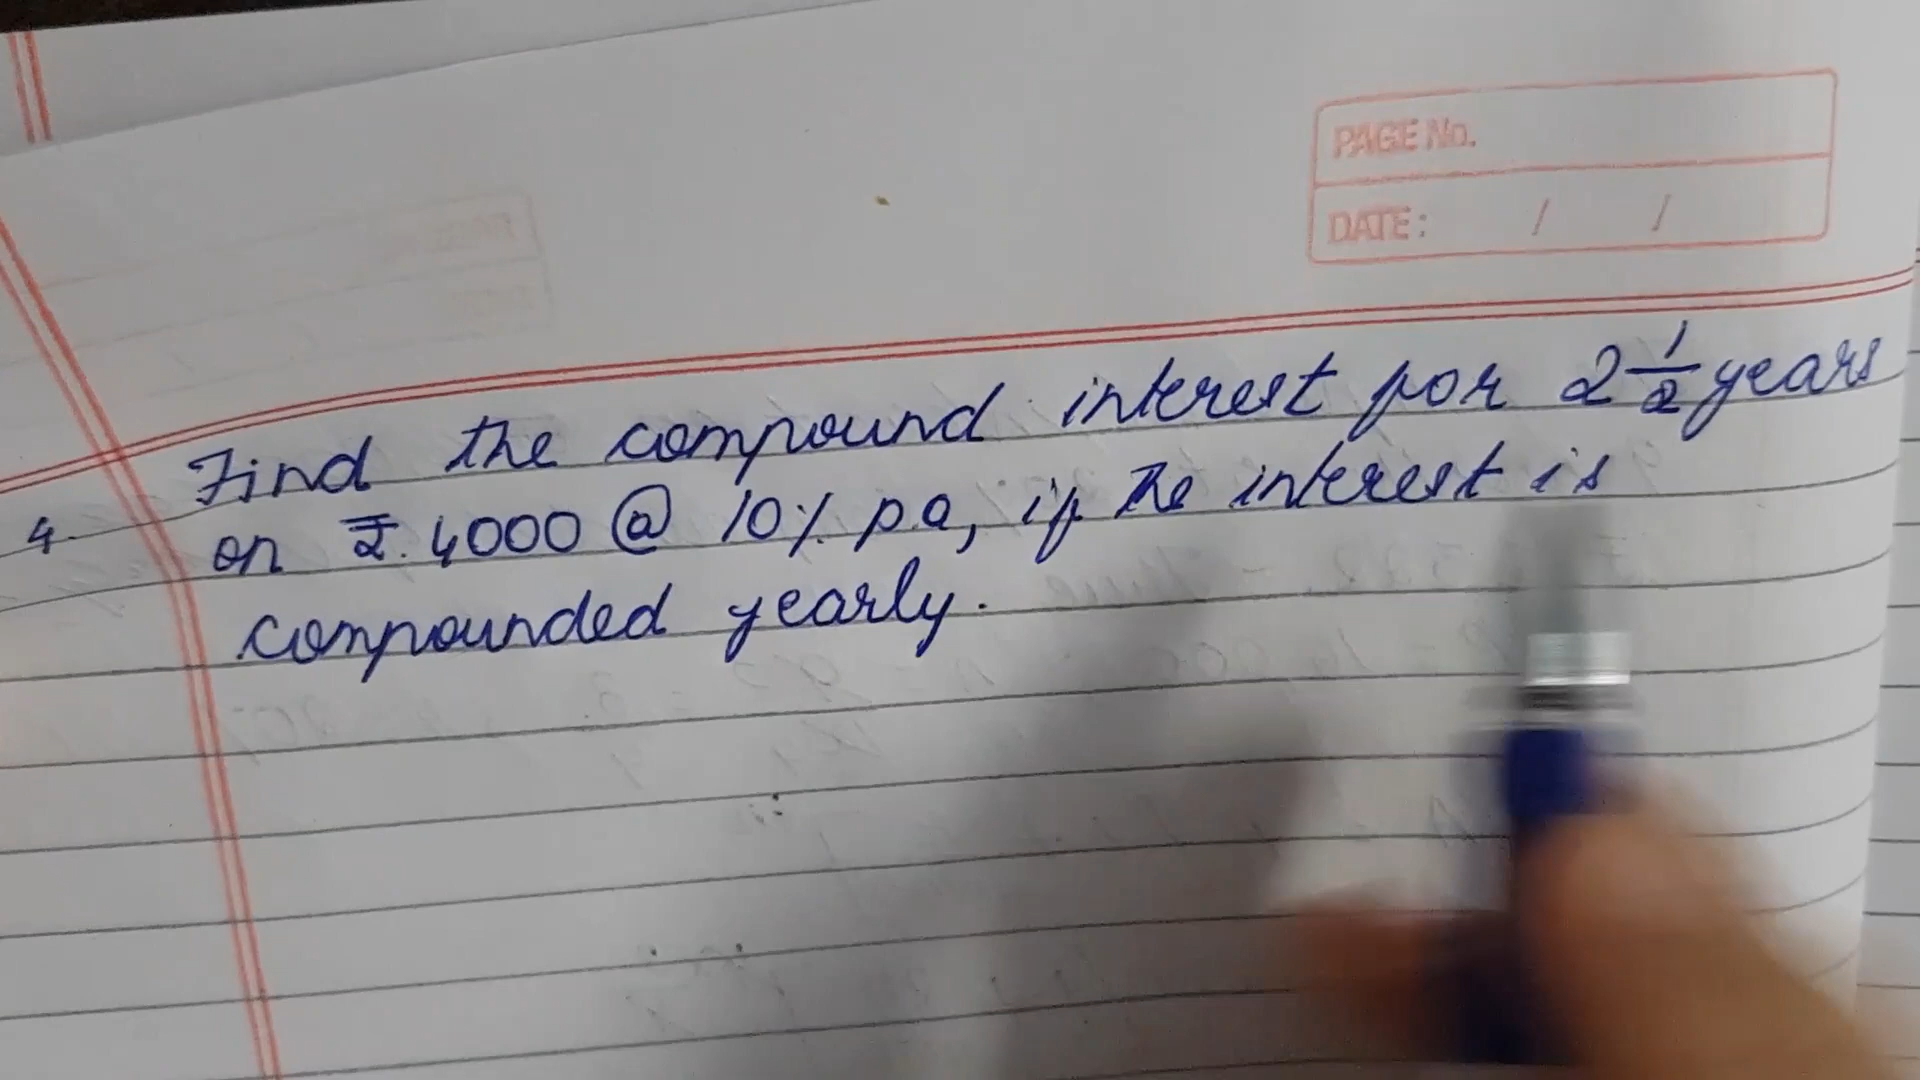 PAGE No.
DATE: / /
Find the compound interest for 2 1/2 years
4. on ₹. 4000 @ 10% p.a, if the interest is
compounded yearly.